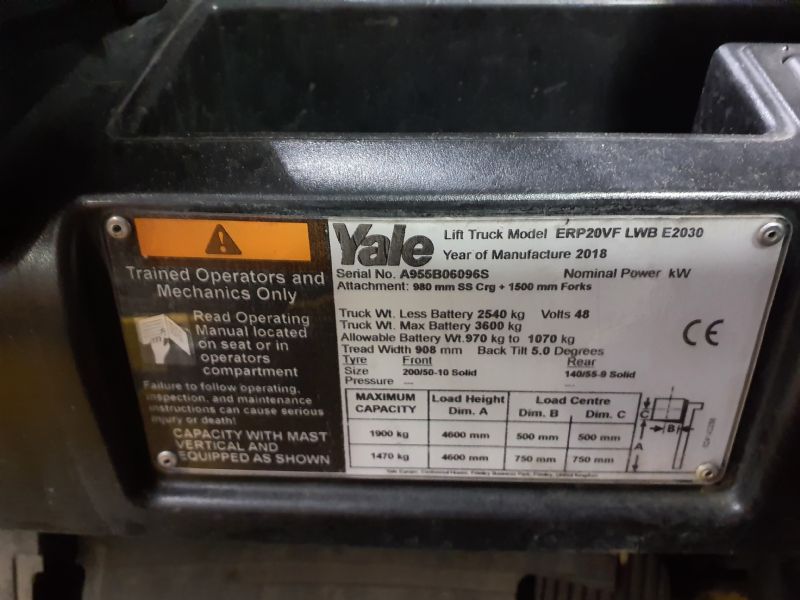 Trained Operators and
Mechanics Only
Read Operating
Manual located
on seat or in
operators
compartment
Failure to follow operating,
inspection, and maintenance
instructions can cause serious
injury or death!
CAPACITY WITH MAST
VERTICAL AND
EQUIPPED AS SHOWN
Yale Lift Truck Model ERP20VF LWB E2030
Year of Manufacture 2018
Serial No. A955B06096S Nominal Power kW
Attachment: 980 mm SS Crg + 1500 mm Forks
Truck Wt. Less Battery 2540 kg Volts 48
Truck Wt. Max Battery 3600 kg
Allowable Battery Wt. 970 kg to 1070 kg
Tread Width 908 mm Back Tilt 5.0 Degrees
CE
Tyre Front Rear
Size 200/50-10 Solid 140/55-9 Solid
Pressure ... ...
MAXIMUM CAPACITY Load Height Dim. A Load Centre Dim. B Dim. C
1900 kg 4600 mm 500 mm 500 mm
1470 kg 4600 mm 750 mm 750 mm
C B A